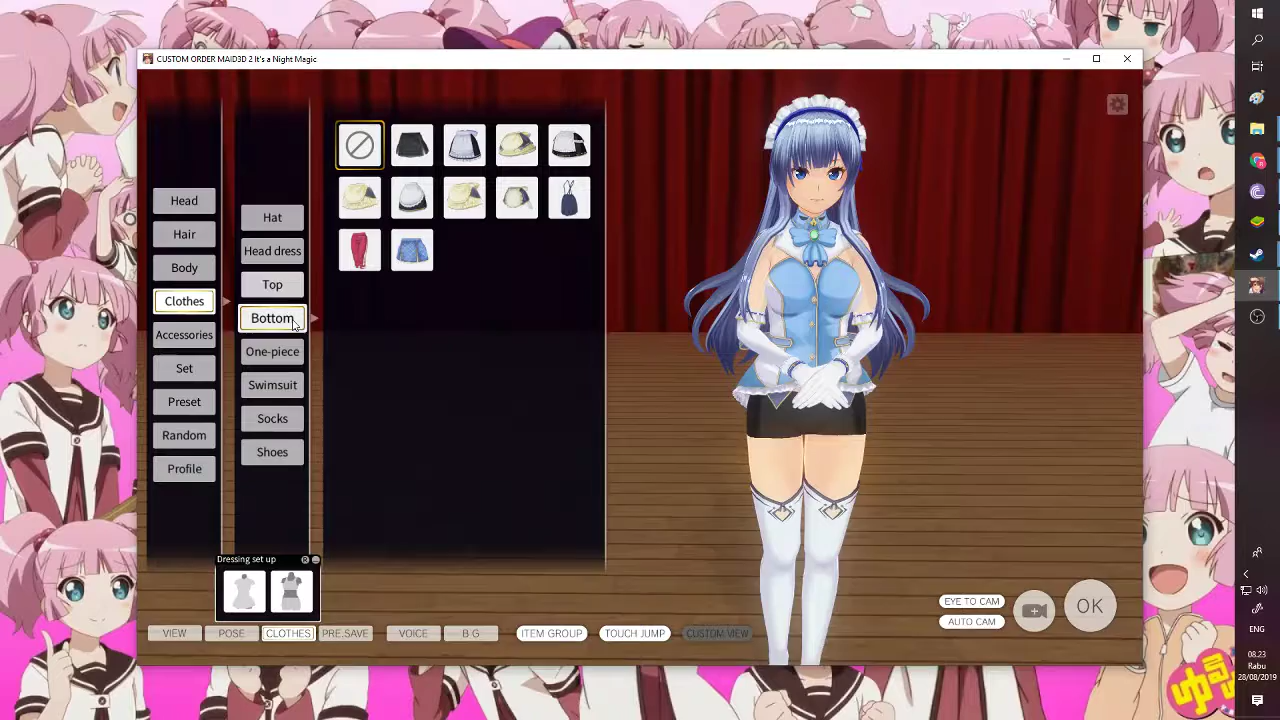 CUSTOM ORDER MAID3D 2 It's a Night Magic
Head
Hair
Body
Clothes
Accessories
Set
Preset
Random
Profile
Hat
Head dress
Top
Bottom
One-piece
Swimsuit
Socks
Shoes
Dressing set up
VIEW
POSE
CLOTHES
PRE,SAVE
VOICE
B G
ITEM GROUP
TOUCH JUMP
CUSTOM VIEW
EYE TO CAM
AUTO CAM
OK
ENG
08.23
Rabu
28/08/2019